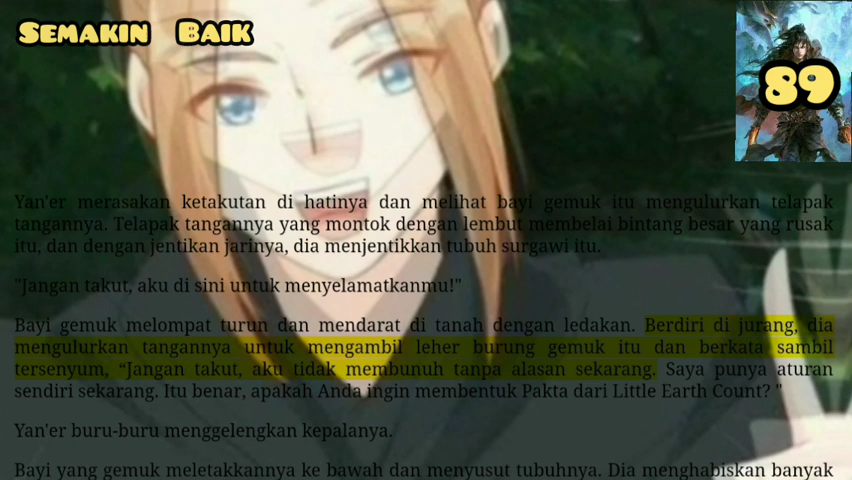 Semakin Baik
89
Yan'er merasakan ketakutan di hatinya dan melihat bayi gemuk itu mengulurkan telapak
tangannya. Telapak tangannya yang montok dengan lembut membelai bintang besar yang rusak
itu, dan dengan jentikan jarinya, dia menjentikkan tubuh surgawi itu.
"Jangan takut, aku di sini untuk menyelamatkanmu!"
Bayi gemuk melompat turun dan mendarat di tanah dengan ledakan. Berdiri di jurang, dia
mengulurkan tangannya untuk mengambil leher burung gemuk itu dan berkata sambil
tersenyum, “Jangan takut, aku tidak membunuh tanpa alasan sekarang. Saya punya aturan
sendiri sekarang. Itu benar, apakah Anda ingin membentuk Pakta dari Little Earth Count? "
Yan'er buru-buru menggelengkan kepalanya.
Bayi yang gemuk meletakkannya ke bawah dan menyusut tubuhnya. Dia menghabiskan banyak